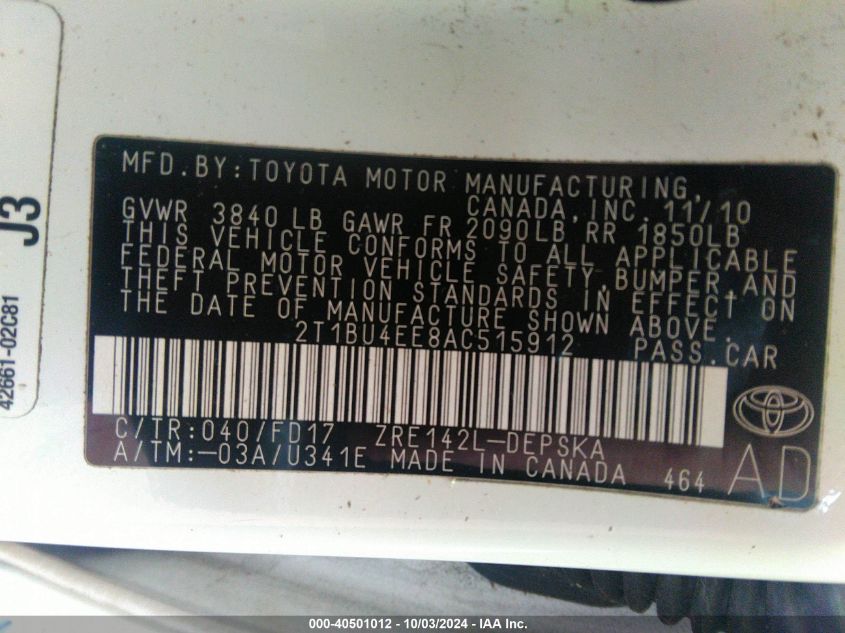 MFD.BY:TOYOTA MOTOR MANUFACTURING,
CANADA,INC. 11/10
GVWR 3840 LB GAWR FR 2090LB RR 1850LB
THIS VEHICLE CONFORMS TO ALL APPLICABLE
FEDERAL MOTOR VEHICLE SAFETY,BUMPER,AND
THEFT PREVENTION STANDARDS IN EFFECT ON
THE DATE OF MANUFACTURE SHOWN ABOVE.
2T1BU4EE8AC515912 PASS.CAR
C/TR:040/FD17 ZRE142L-DEPSKA
A/TM:-03A/U341E MADE IN CANADA 464
AD
J3
42661-02C81
000-40501012 - 10/03/2024 - IAA Inc.